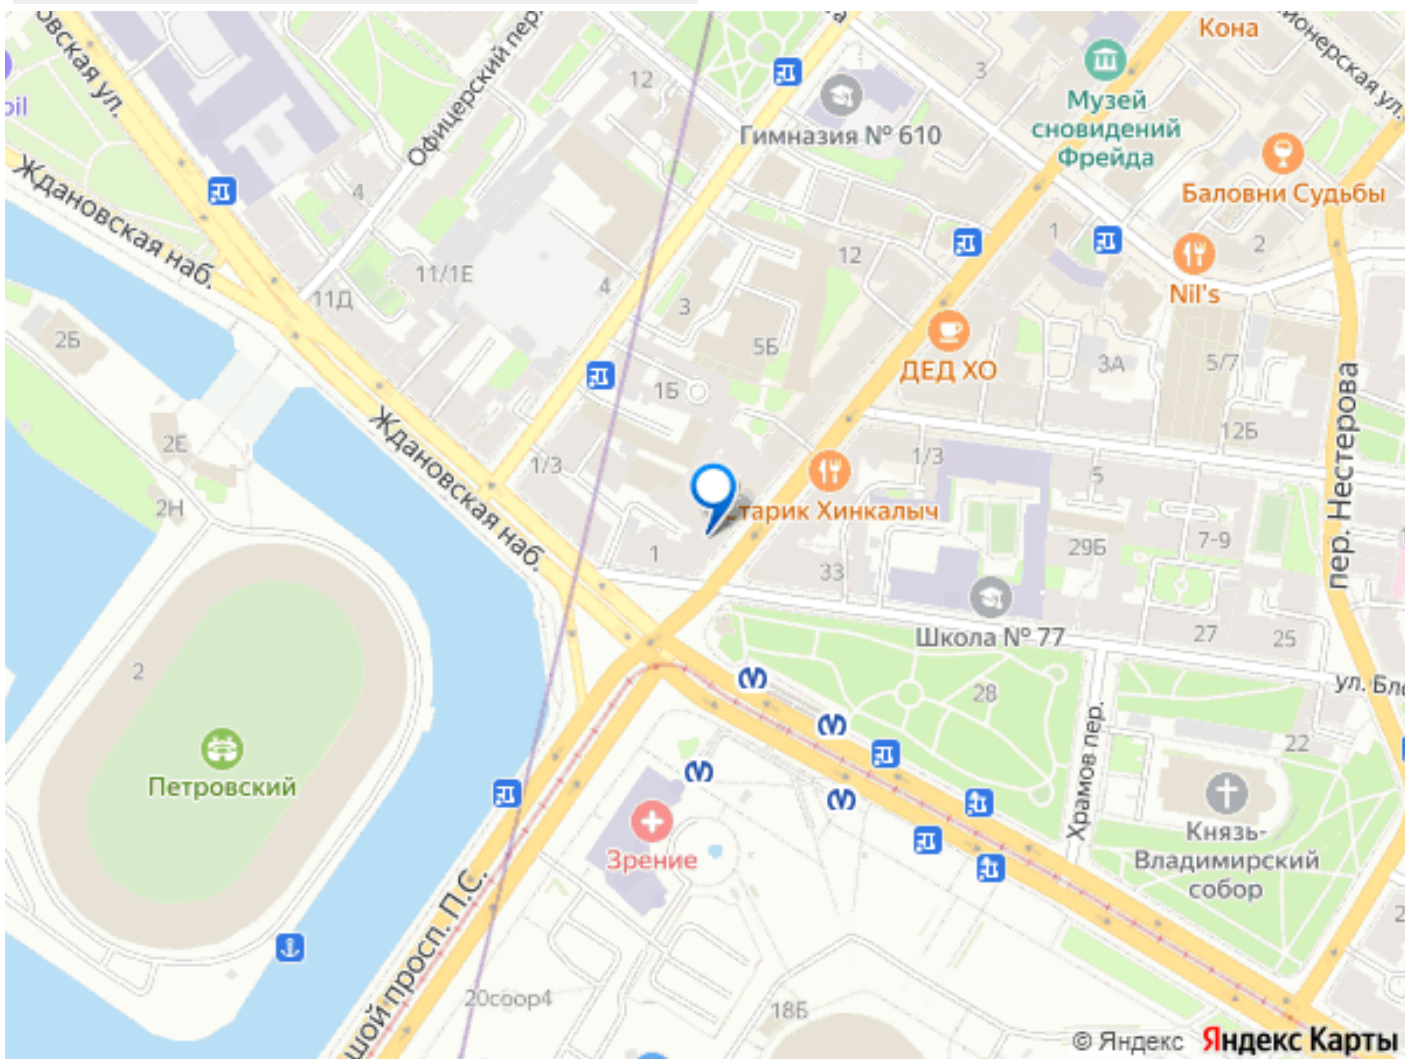 Кона
Музей
сновидений
Фрейда
Гимназия № 610
Офицерский пер.
12
3
Баловни Судьбы
Ждановская наб.
4
1
2
12
Nil's
11/1Е
11Д
4
3
2Б
5Б
ДЕД ХО
3А
5/7
1Б
12Б
пер. Нестерова
Ждановская наб.
2Е
1/3
1/3
5
2Н
Старик Хинкалыч
29Б
7-9
1
33
Школа № 77
27
25
2
28
Храмов пер.
22
Петровский
Князь-
Владимирский
собор
Зрение
20соор4
18Б
© Яндекс
Яндекс Карты